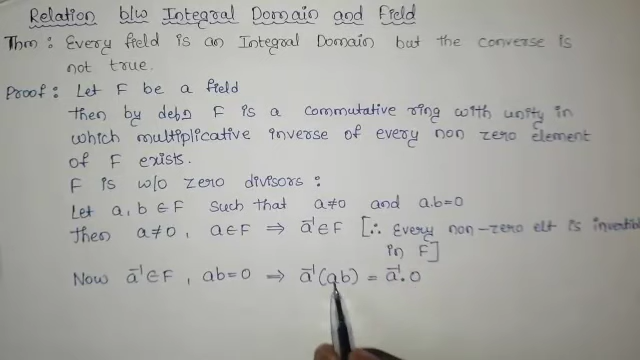 Relation b/w Integral Domain and Field
Thm : Every field is an Integral Domain but the converse is
not true.
Proof : Let F be a field
then by defn F is a commutative ring with unity in
which multiplicative inverse of every non zero element
of F exists.
F is w/o zero divisors :
Let a, b ∈ F such that a≠0 and a.b=0
Then a≠0, a∈F ⇒ a⁻¹∈F [∴ Every non-zero elt is invertible
in F]
Now a⁻¹∈F, ab=0 ⇒ a⁻¹(ab) = a⁻¹.0